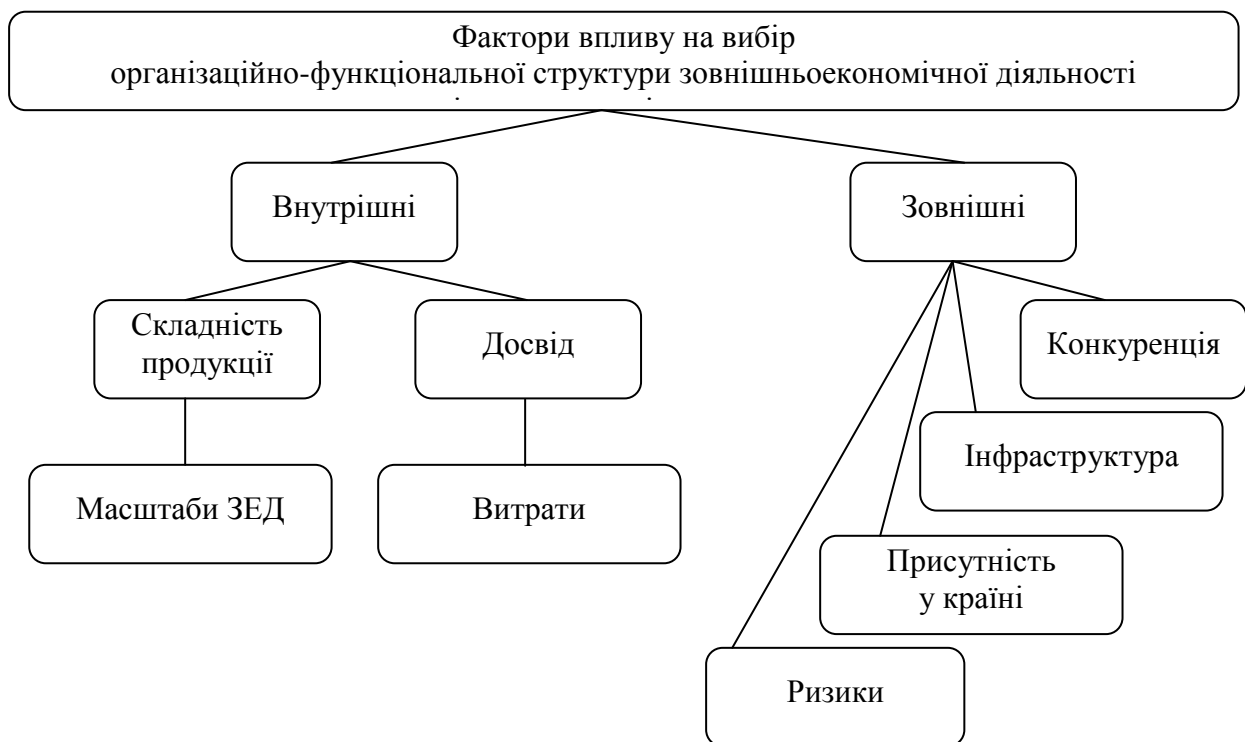 Фактори впливу на вибір
організаційно-функціональної структури зовнішньоекономічної діяльності
Внутрішні
Зовнішні
Складність
продукції
Досвід
Конкуренція
Інфраструктура
Масштаби ЗЕД
Витрати
Присутність
у країні
Ризики